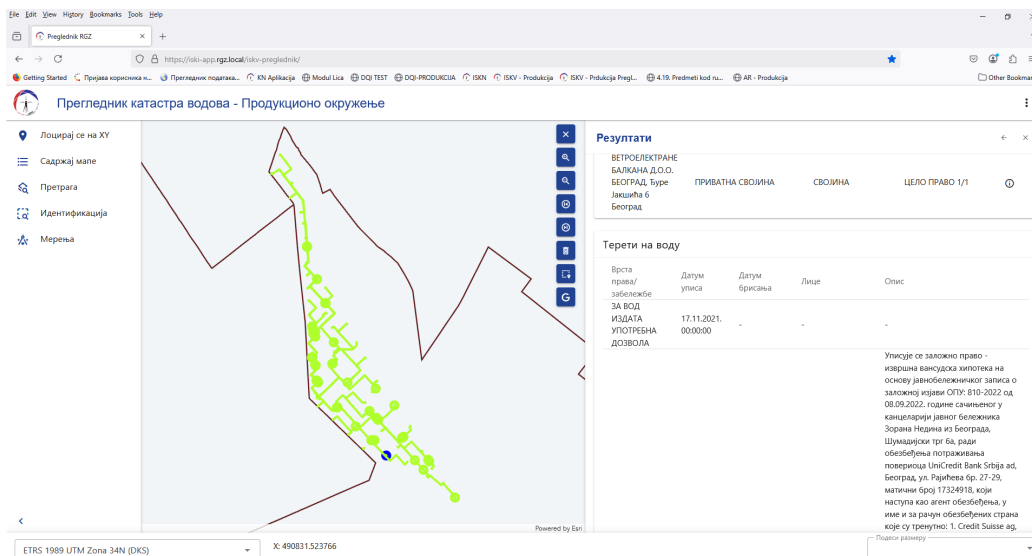 File Edit View History Bookmarks Tools Help
Preglednik RGZ
https://iski-app.rgz.local/iskv-preglednik/
Getting Started Пријава корисника н... Прегледник података... KN Aplikacija Modul Lica DQJ TEST DQJ-PRODUKCIJA ISKN ISKV - Produkcija ISKV - Prdukcija Pregl... 4.19. Predmeti kod ru... AR - Produkcija Other Bookmar
Прегледник катастра водова - Продукционо окружење
Лоцирај се на XY
Садржај мапе
Претрага
Идентификација
Мерења
G
Powered by Esri
Резултати
ВЕТРОЕЛЕКТРАНЕ
БАЛКАНА Д.О.О.
БЕОГРАД, Ђуре ПРИВАТНА СВОЈИНА СВОЈИНА ЦЕЛО ПРАВО 1/1
Јакшића 6
Београд
Терети на воду
Врста
права/
забележбе
Датум
уписа
Датум
брисања
Лице
Опис
ЗА ВОД
ИЗДАТА
УПОТРЕБНА
ДОЗВОЛА
17.11.2021.
00:00:00
-
-
-
Уписује се заложно право -
извршна вансудска хипотека на
основу јавнобележничког записа о
заложној изјави ОПУ: 810-2022 од
08.09.2022. године сачињеног у
канцеларији јавног бележника
Зорана Недина из Београда,
Шумадијски трг 6а, ради
обезбеђења потраживања
повериоца UniCredit Bank Srbija ad,
Београд, ул. Рајићева бр. 27-29,
матични број 17324918, који
наступа као агент обезбеђења, у
име и за рачун обезбеђених страна
које су тренутно: 1. Credit Suisse ag,
ETRS 1989 UTM Zona 34N (DKS)
X: 490831.523766
Подеси размеру